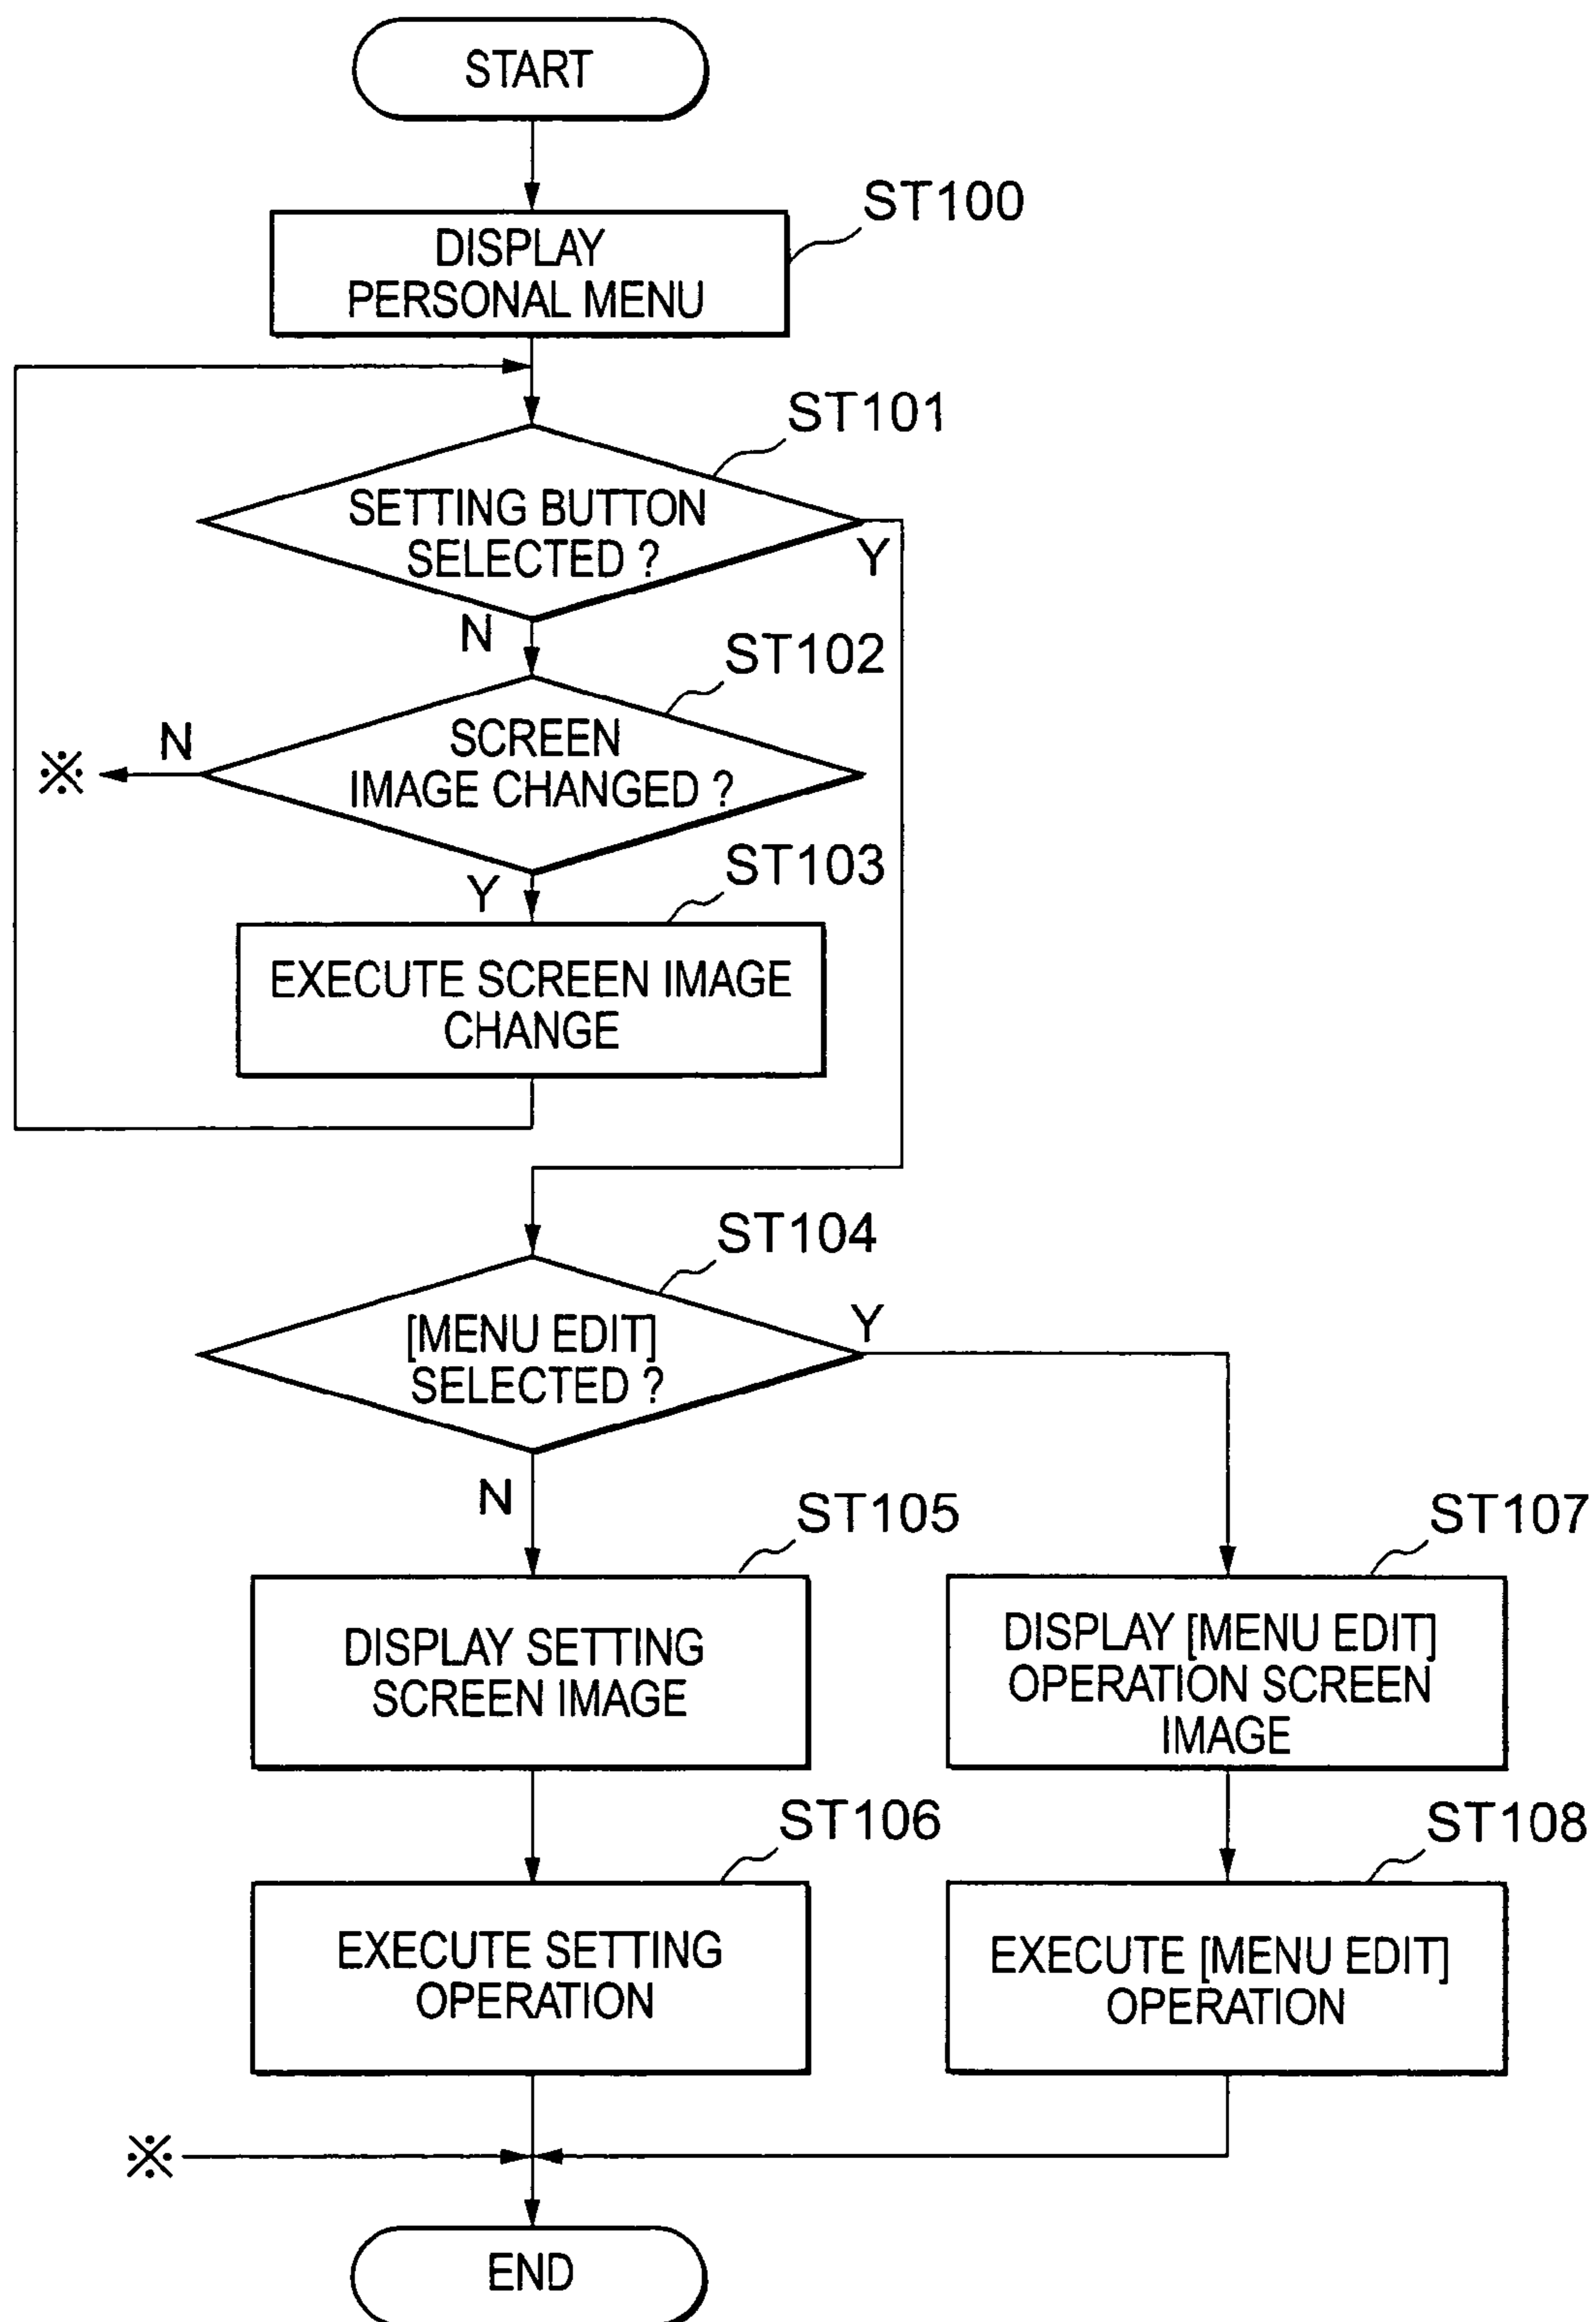 START
ST100
DISPLAY
PERSONAL MENU
ST101
SETTING BUTTON
SELECTED ?
Y
N
ST102
SCREEN
IMAGE CHANGED ?
N
※
Y
ST103
EXECUTE SCREEN IMAGE
CHANGE
ST104
[MENU EDIT]
SELECTED ?
Y
N
ST105
DISPLAY SETTING
SCREEN IMAGE
ST107
DISPLAY [MENU EDIT]
OPERATION SCREEN
IMAGE
ST106
EXECUTE SETTING
OPERATION
ST108
EXECUTE [MENU EDIT]
OPERATION
※
END